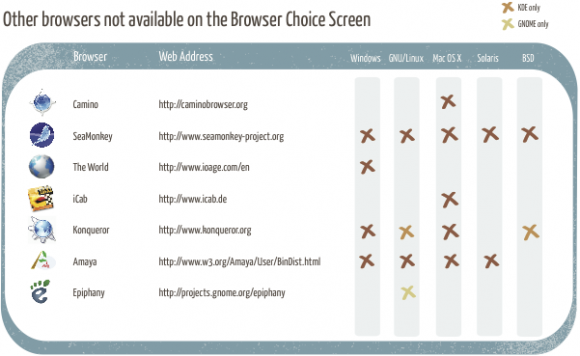 KDE only
GNOME only
Other browsers not available on the Browser Choice Screen
Browser Web Address Windows GNU/Linux Mac OS X Solaris BSD
Camino http://caminobrowser.org
SeaMonkey http://www.seamonkey-project.org
The World http://www.ioage.com/en
iCab http://www.icab.de
Konqueror http://www.konqueror.org
Amaya http://www.w3.org/Amaya/User/BinDist.html
Epiphany http://projects.gnome.org/epiphany